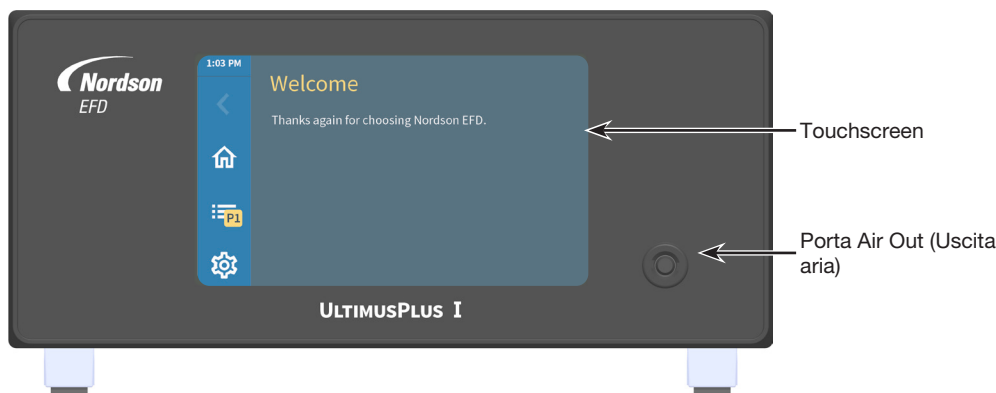 Nordson
EFD
1:03 PM
Welcome
Thanks again for choosing Nordson EFD.
P1
ULTIMUSPLUS I
Touchscreen
Porta Air Out (Uscita
aria)